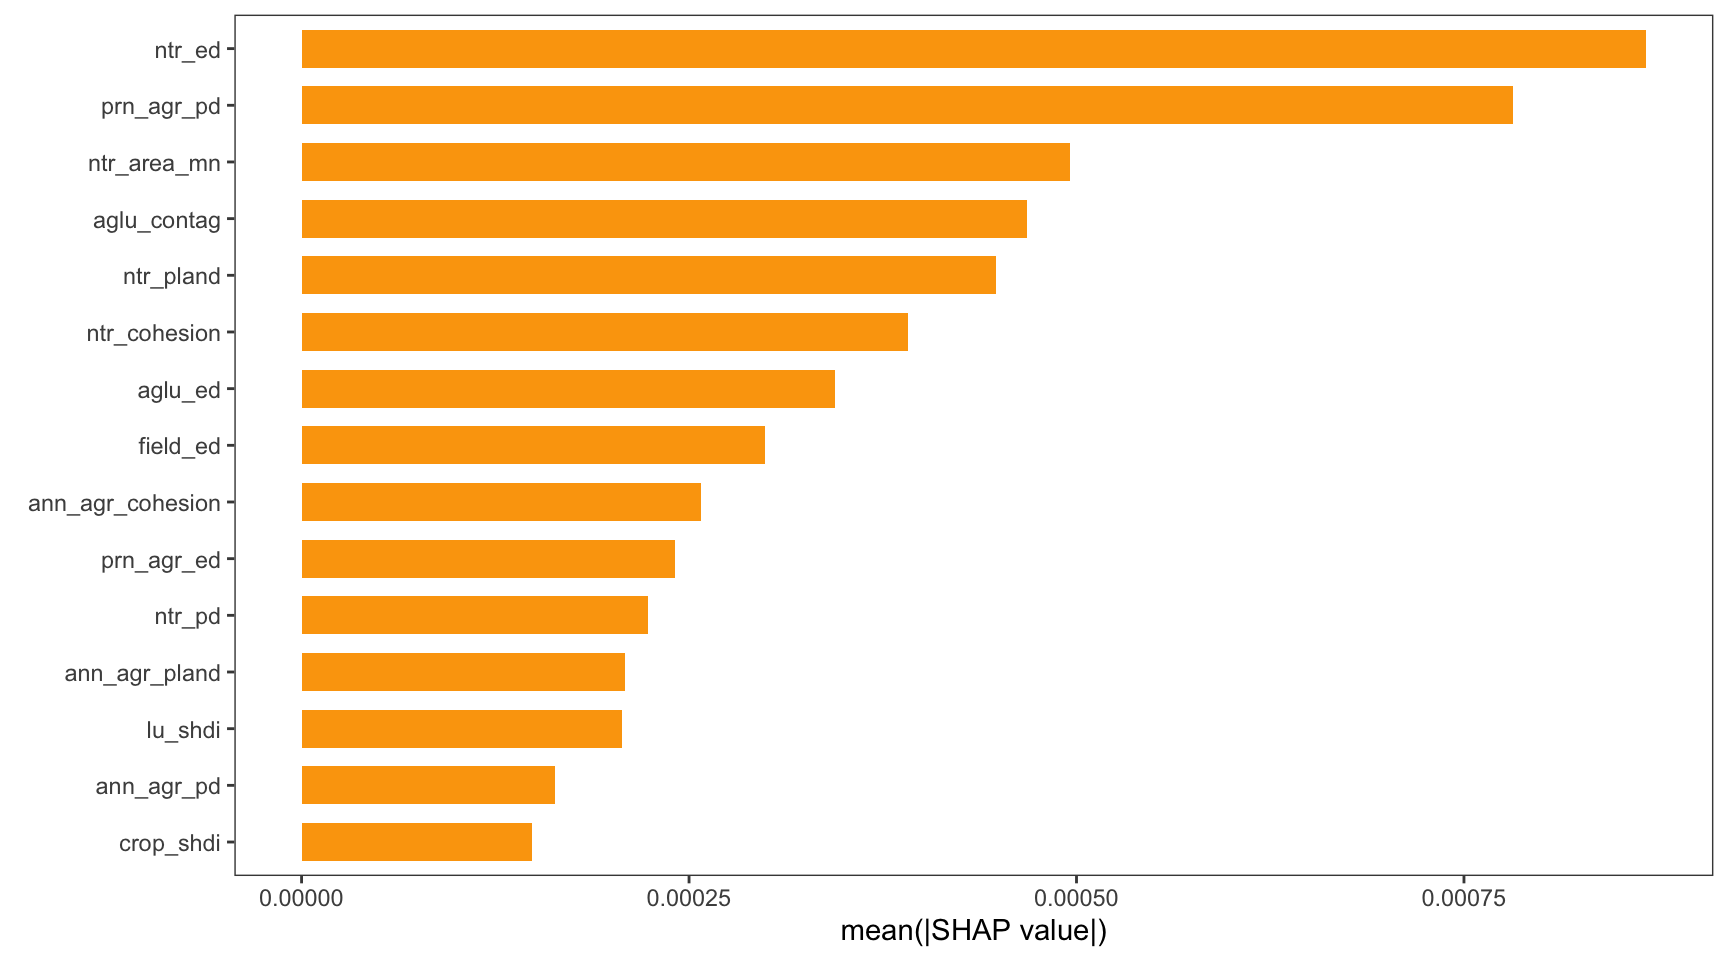 ntr_ed
prn_agr_pd
ntr_area_mn
aglu_contag
ntr_pland
ntr_cohesion
aglu_ed
field_ed
ann_agr_cohesion
prn_agr_ed
ntr_pd
ann_agr_pland
lu_shdi
ann_agr_pd
crop_shdi
0.00000 0.00025 0.00050 0.00075
mean(|SHAP value|)